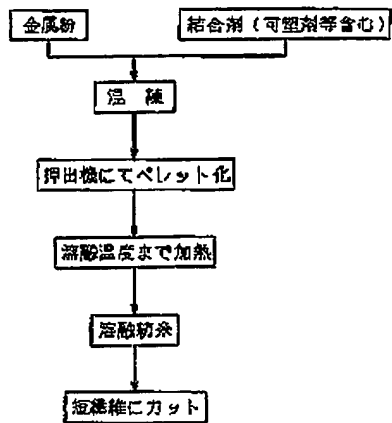 金属粉
結合剤(可塑剤等含む)
混 練
押出機にてペレット化
溶融温度まで加熱
溶融紡糸
短繊維にカット